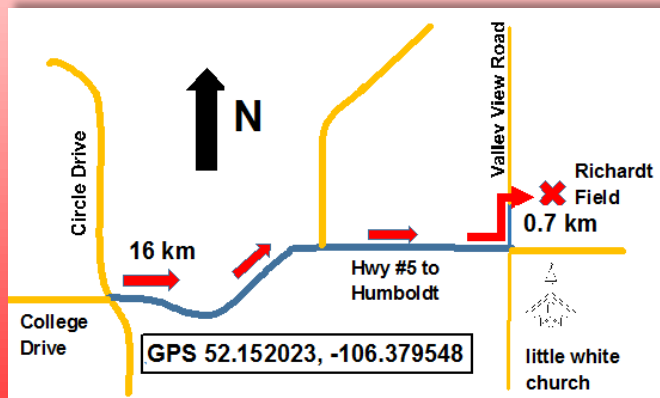 Circle Drive
N
Valley View Road
Richardt
Field
0.7 km
16 km
Hwy #5 to
Humboldt
College
Drive
GPS 52.152023, -106.379548
little white
church